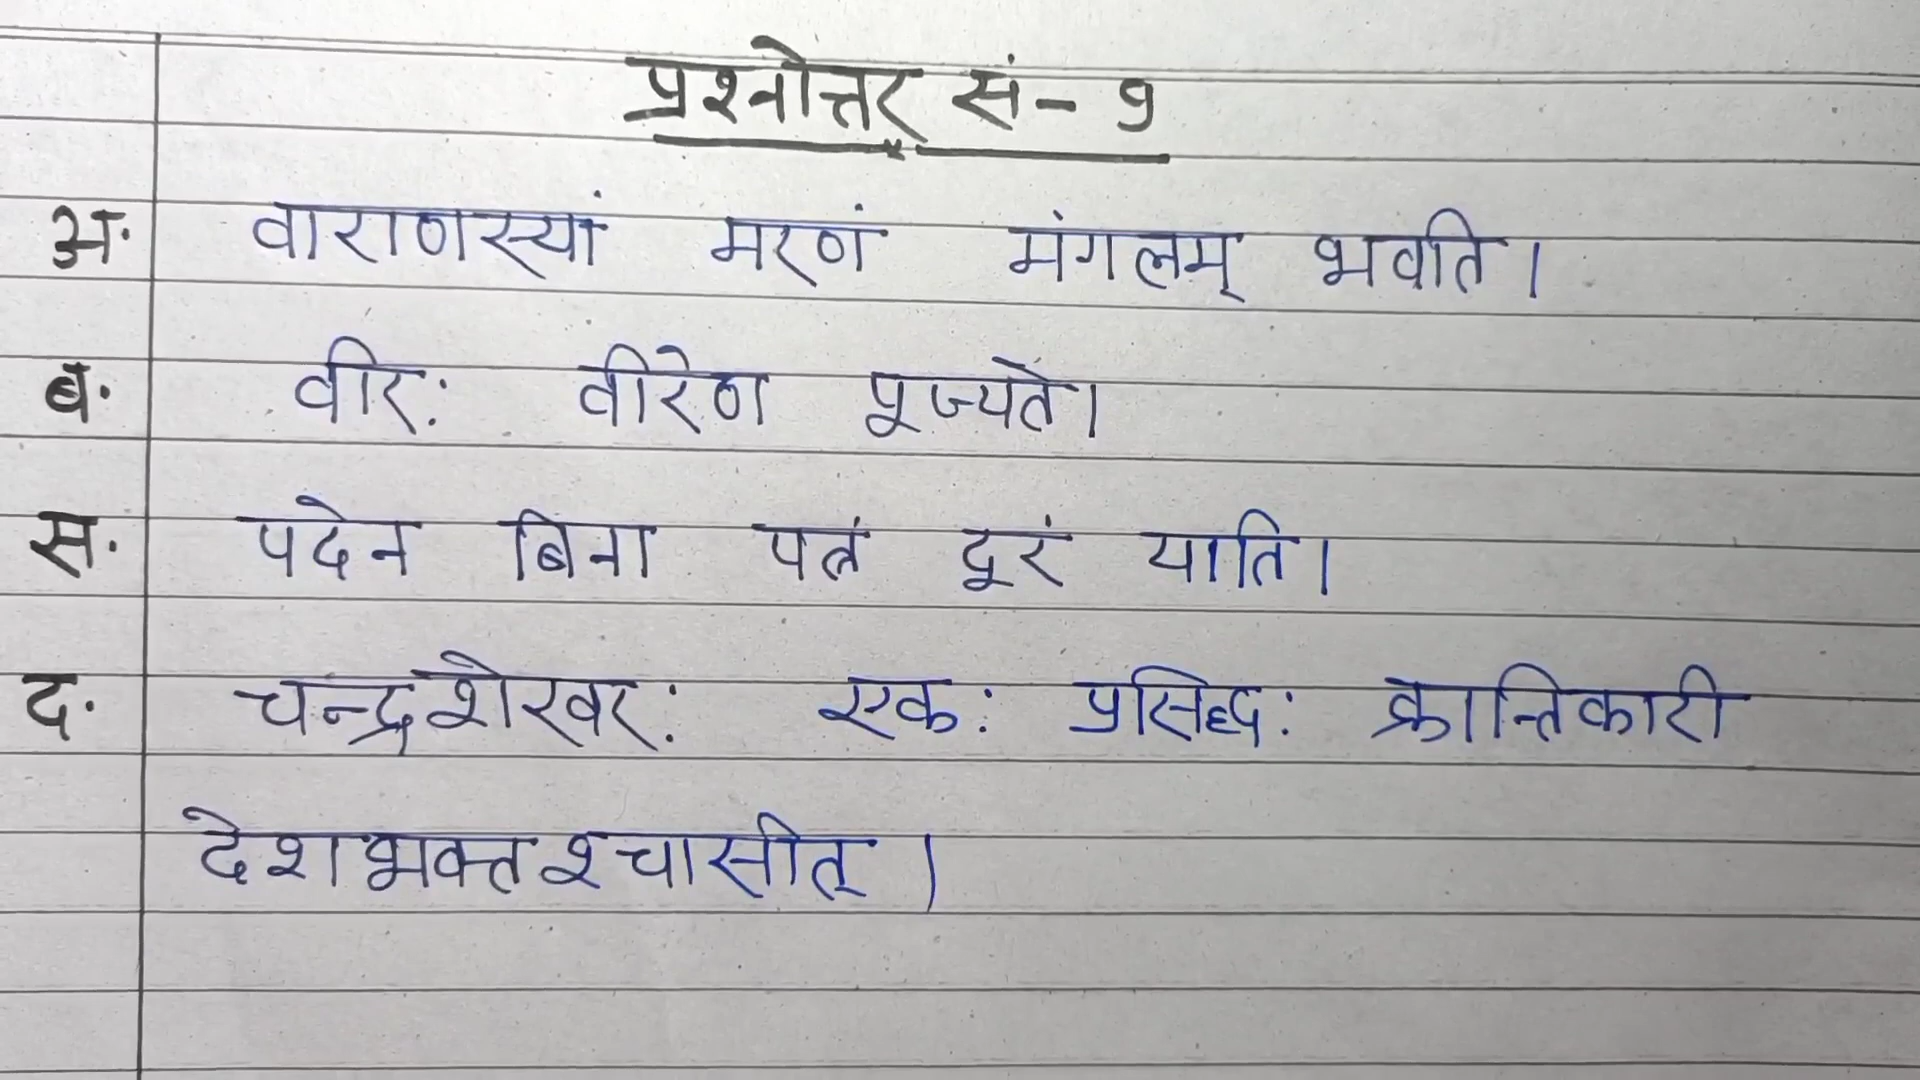 प्रश्नोत्तर सं- 9
अ. वाराणस्यां मरणं मंगलम् भवति।
ब. वीर: वीरेण पूज्यते।
स. पदेन बिना पत्रं दूरं याति।
द. चन्द्रशेखर: एक: प्रसिद्ध: क्रान्तिकारी
देशभक्तश्चासीत्।